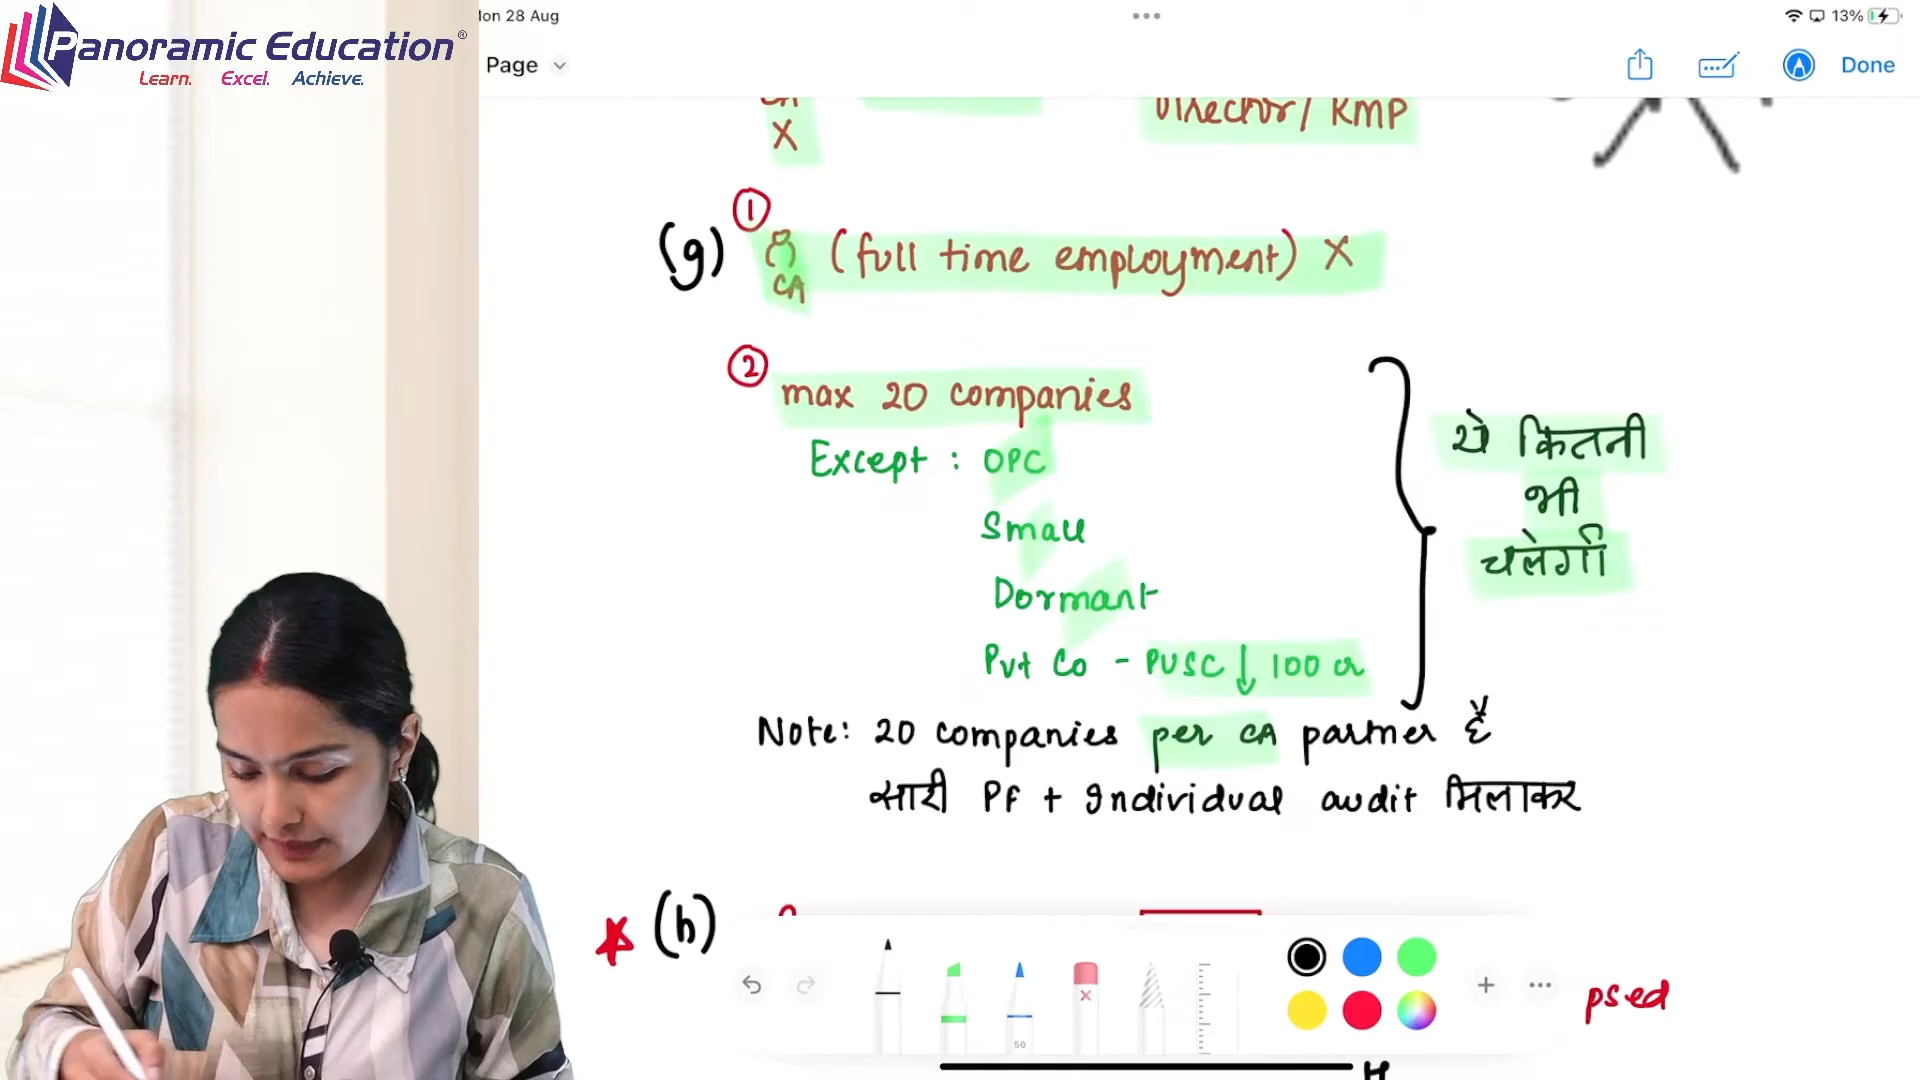 Panoramic Education®
Learn. Excel. Achieve.
Mon 28 Aug
13%
Page
Done
CA
X
Director/ KMP
(g) ① CA (full time employment) X
② max 20 companies
Except : OPC
Small
Dormant
Pvt Co - PUSC ↓ 100 cr
ये कितनी
भी
चलेगी
Note: 20 companies per CA partner है
सारी PF + Individual audit मिलाकर
(h)
50
psed